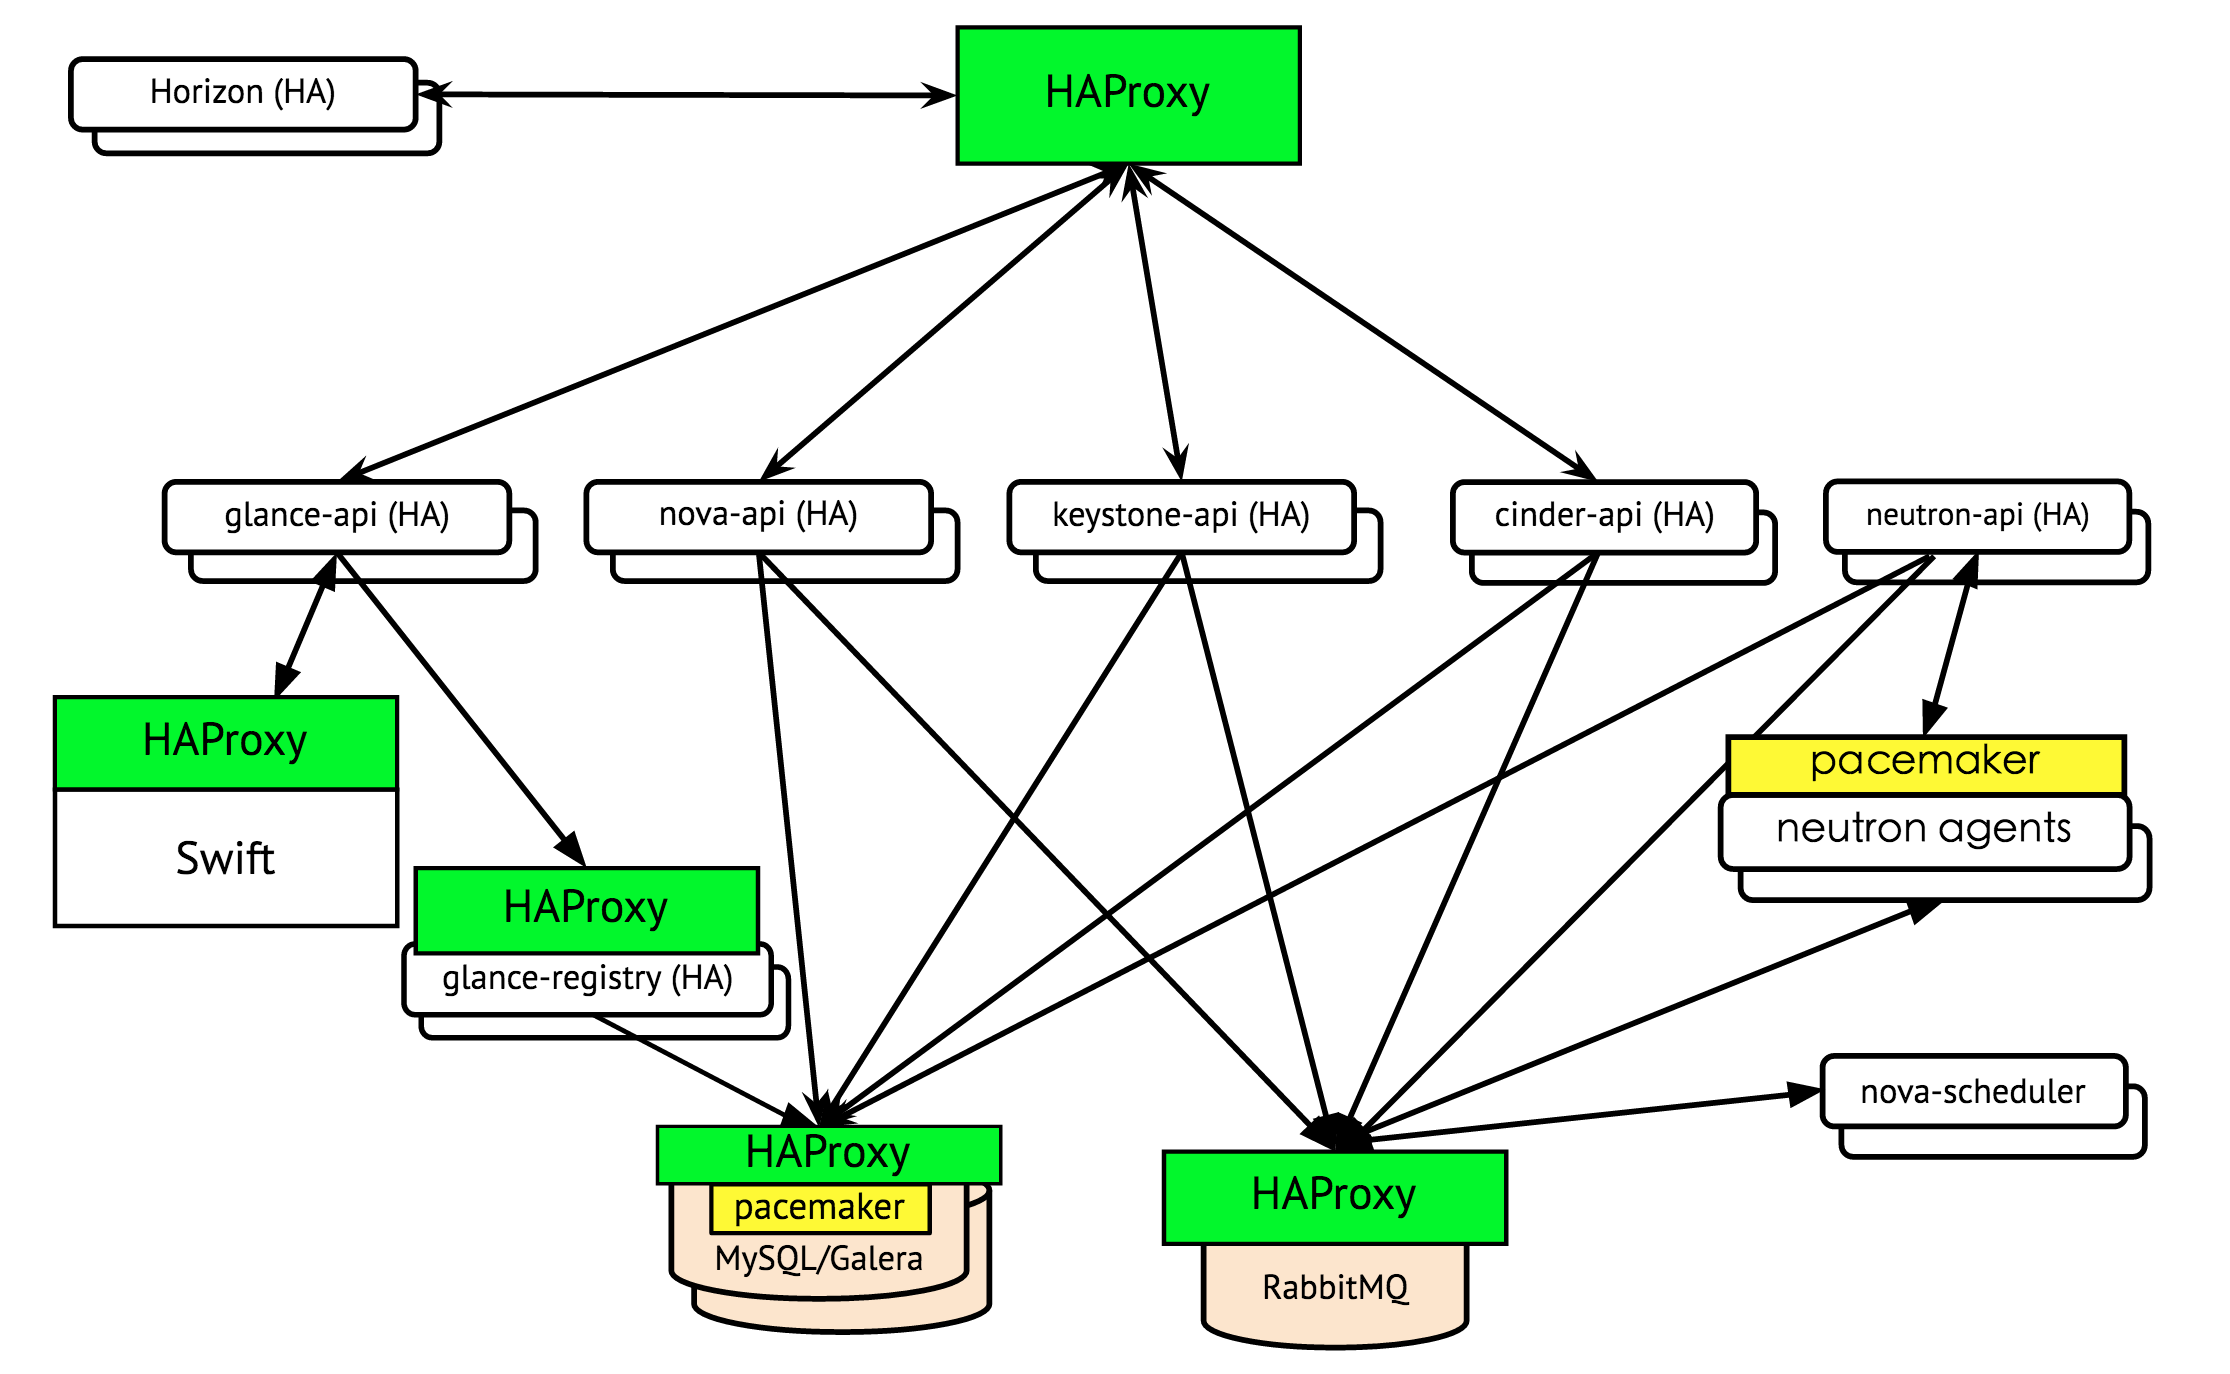 Horizon (HA)
HAProxy
glance-api (HA)
nova-api (HA)
keystone-api (HA)
cinder-api (HA)
neutron-api (HA)
HAProxy
Swift
pacemaker
neutron agents
HAProxy
glance-registry (HA)
nova-scheduler
HAProxy
pacemaker
MySQL/Galera
HAProxy
RabbitMQ